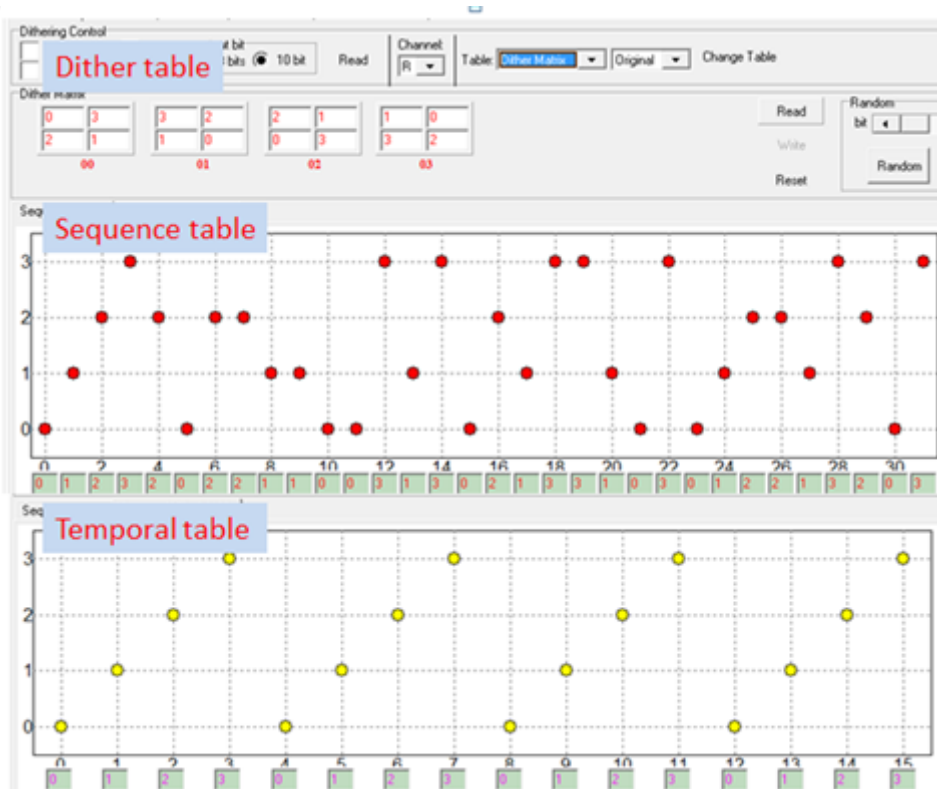 Dithering Control
bit
Dither table
bits
10 bit
Read
Channel:
R
Table:
Dither Matrix
Original
Change Table
Dither Matrix
0 3 3 2 2 1 1 0
2 1 1 0 0 3 3 2
00 01 02 03
Read
Write
Reset
Random
bit
Random
Sequence table
3
2
1
0
0 2 4 6 8 10 12 14 16 18 20 22 24 26 28 30
0 1 2 3 2 0 2 2 1 1 0 0 3 1 3 0 2 1 3 3 1 0 3 0 1 2 2 1 3 2 0 3
Temporal table
3
2
1
0
0 1 2 3 4 5 6 7 8 9 10 11 12 13 14 15
0 1 2 3 0 1 2 3 0 1 2 3 0 1 2 3